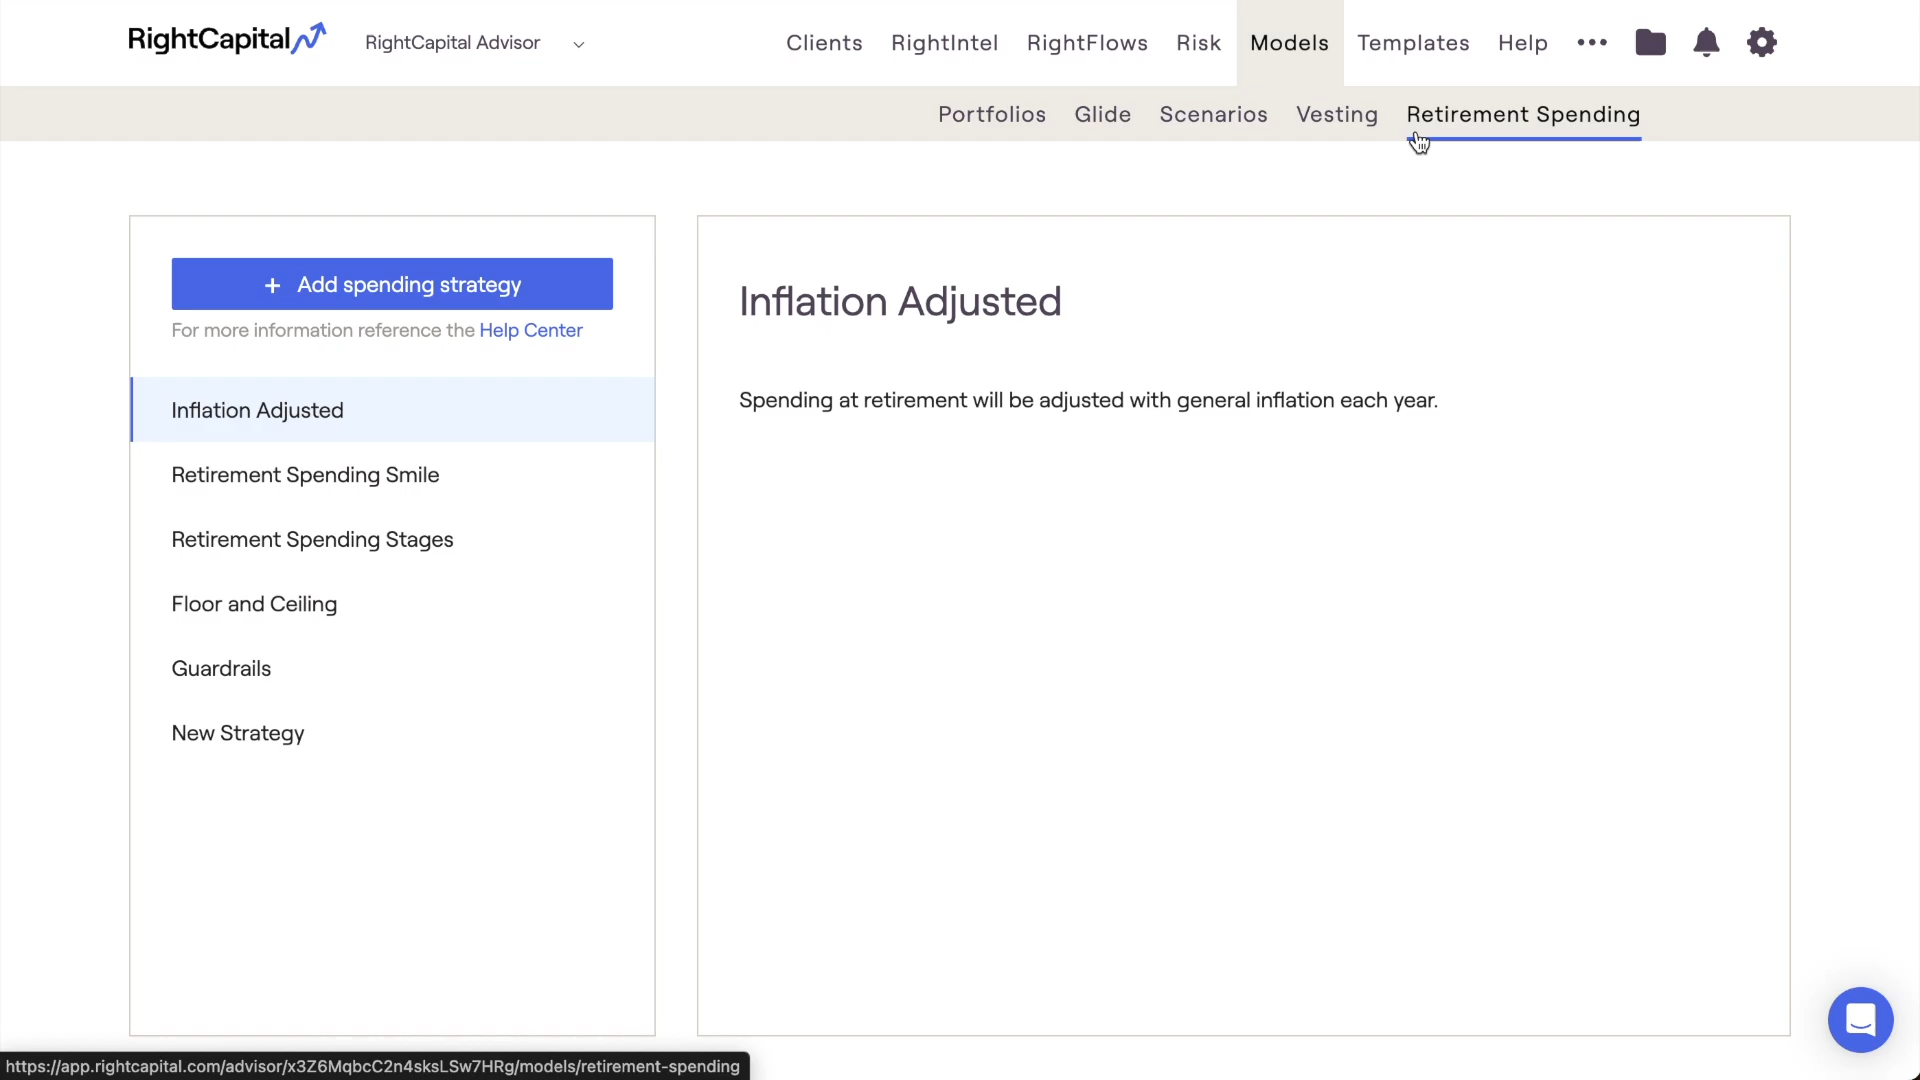 RightCapital
RightCapital Advisor
Clients RightIntel RightFlows Risk Models Templates Help
Portfolios Glide Scenarios Vesting Retirement Spending
+ Add spending strategy
For more information reference the Help Center
Inflation Adjusted
Retirement Spending Smile
Retirement Spending Stages
Floor and Ceiling
Guardrails
New Strategy
Inflation Adjusted
Spending at retirement will be adjusted with general inflation each year.
https://app.rightcapital.com/advisor/x3Z6MqbcC2n4sksLSw7HRg/models/retirement-spending